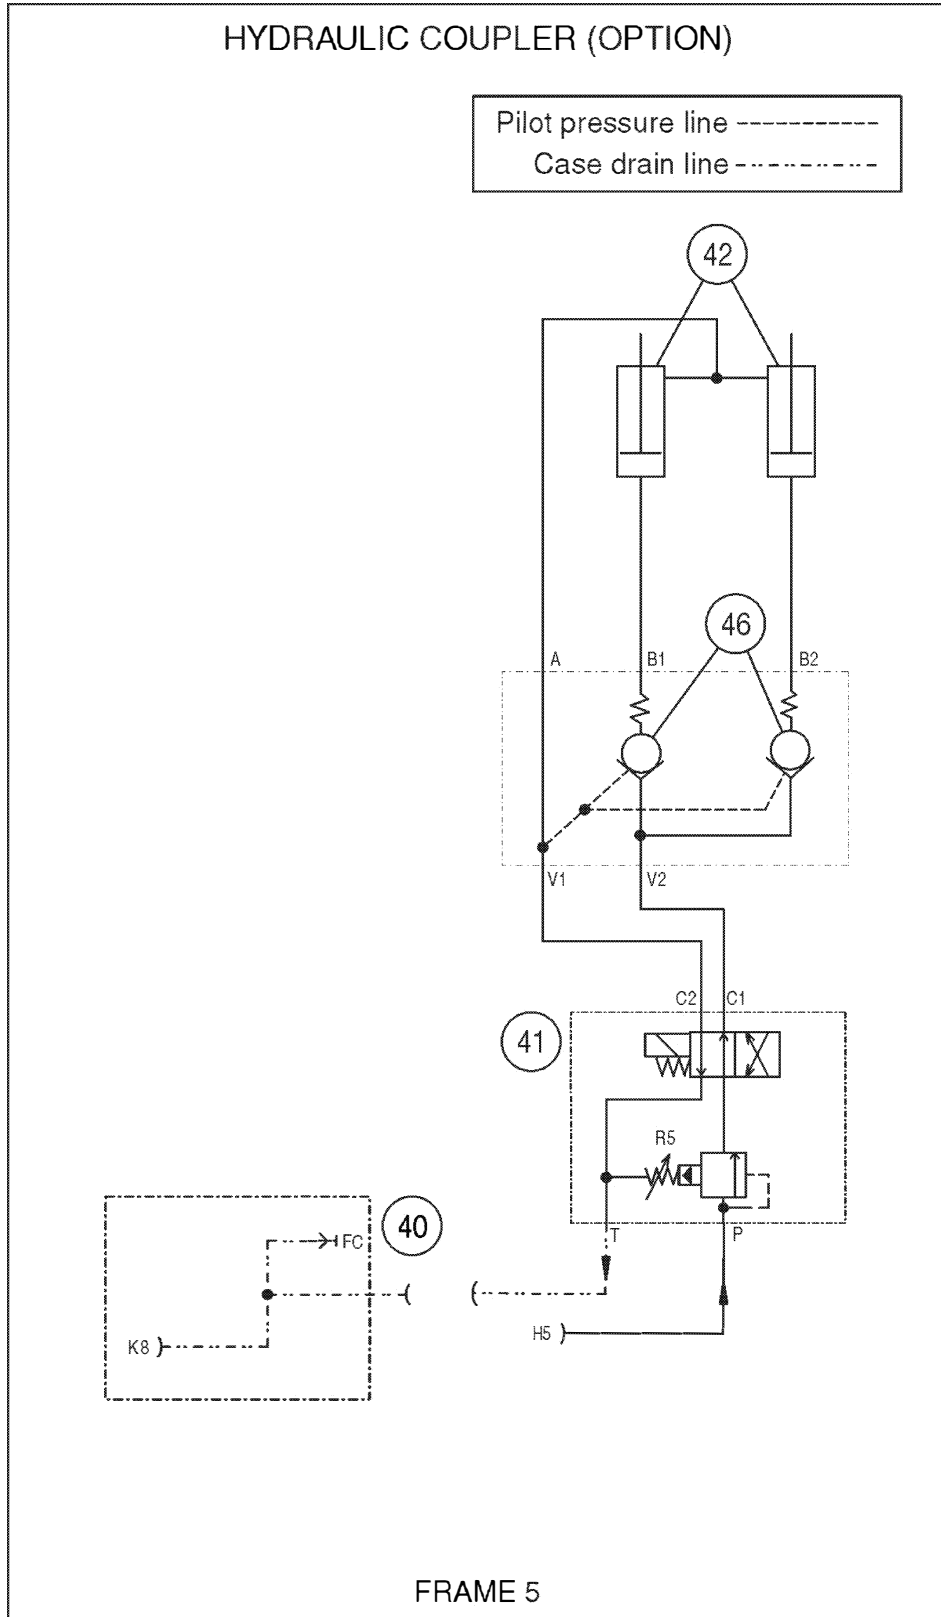 HYDRAULIC COUPLER (OPTION)
Pilot pressure line
Case drain line
42
46
A
B1
B2
V1
V2
C2
C1
41
R5
40
FC
T
P
K8
H5
FRAME 5